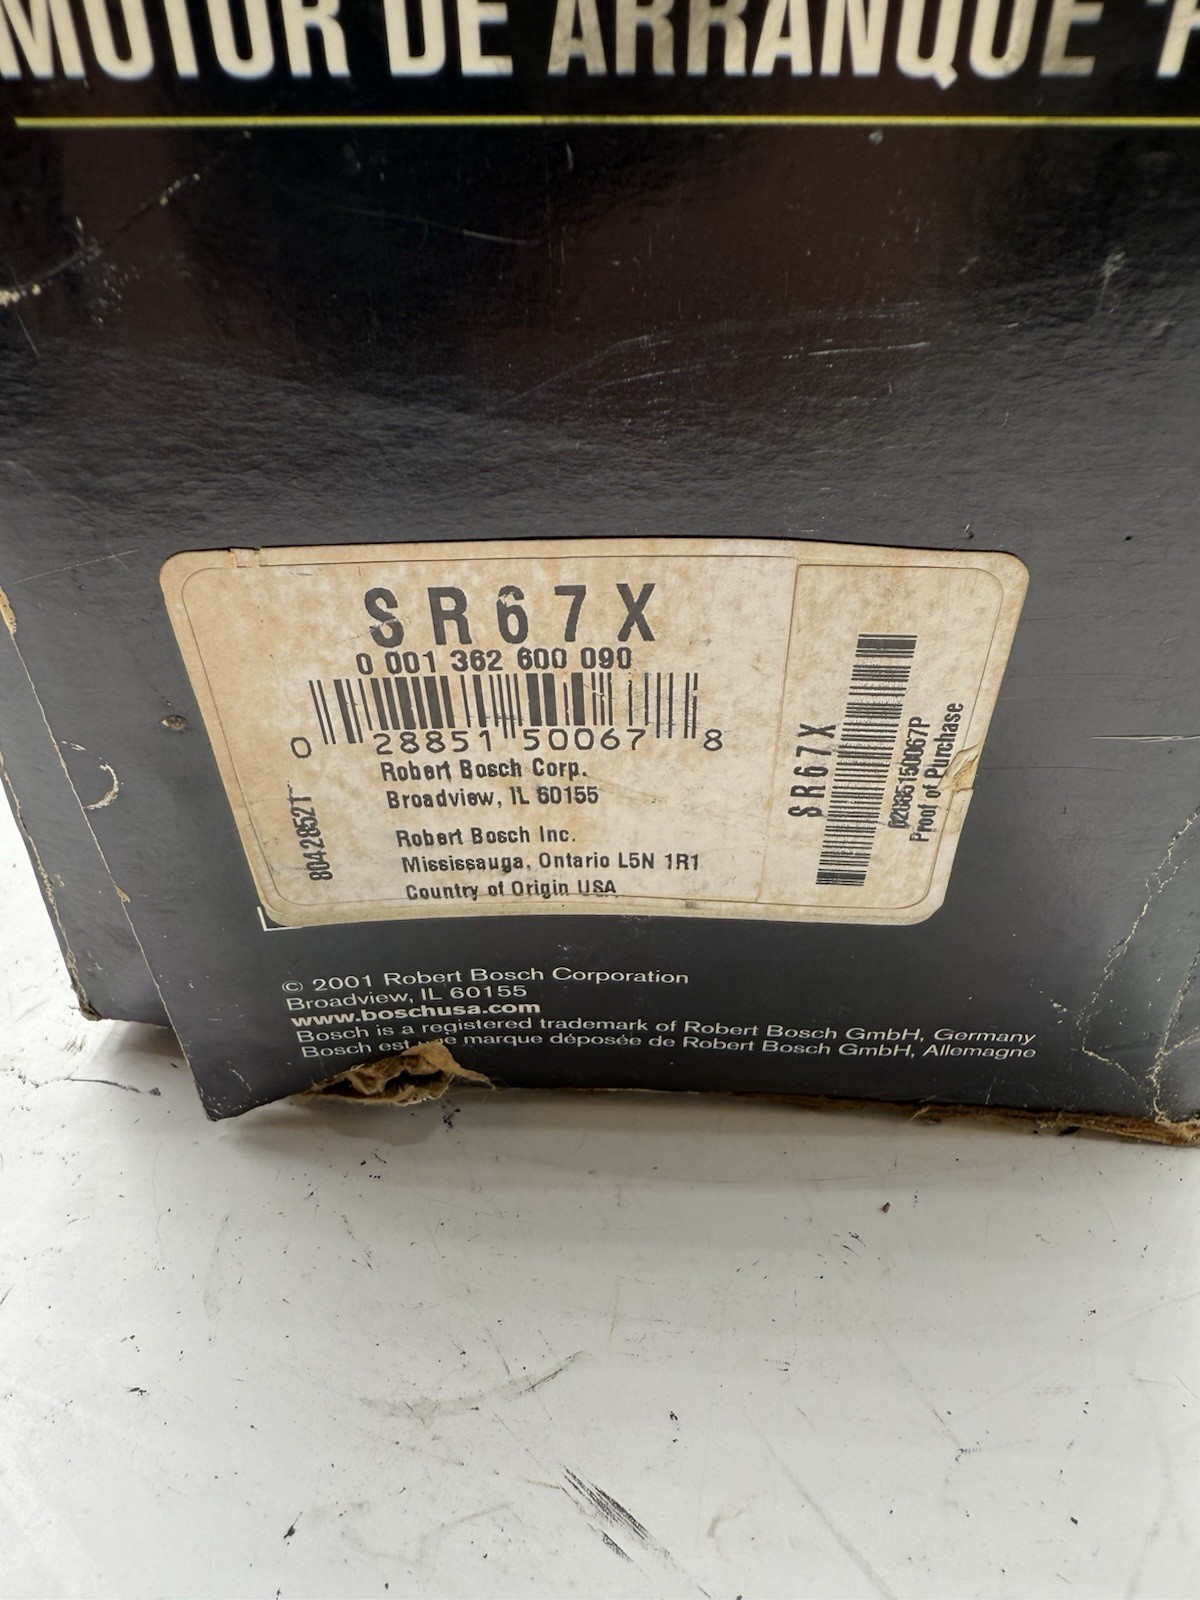 MOTOR DE ARRANQUE
SR67X
0 001 362 600 090
0 28851 50067 8
Robert Bosch Corp.
Broadview, IL 60155
Robert Bosch Inc.
Mississauga, Ontario L5N 1R1
Country of Origin USA
8042852T
SR67X
02885150067P
Proof of Purchase
© 2001 Robert Bosch Corporation
Broadview, IL 60155
www.boschusa.com
Bosch is a registered trademark of Robert Bosch GmbH, Germany
Bosch est une marque déposée de Robert Bosch GmbH, Allemagne